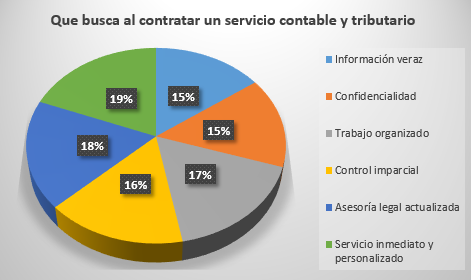 Que busca al contratar un servicio contable y tributario
15%
15%
17%
16%
18%
19%
Información veraz
Confidencialidad
Trabajo organizado
Control imparcial
Asesoría legal actualizada
Servicio inmediato y
personalizado